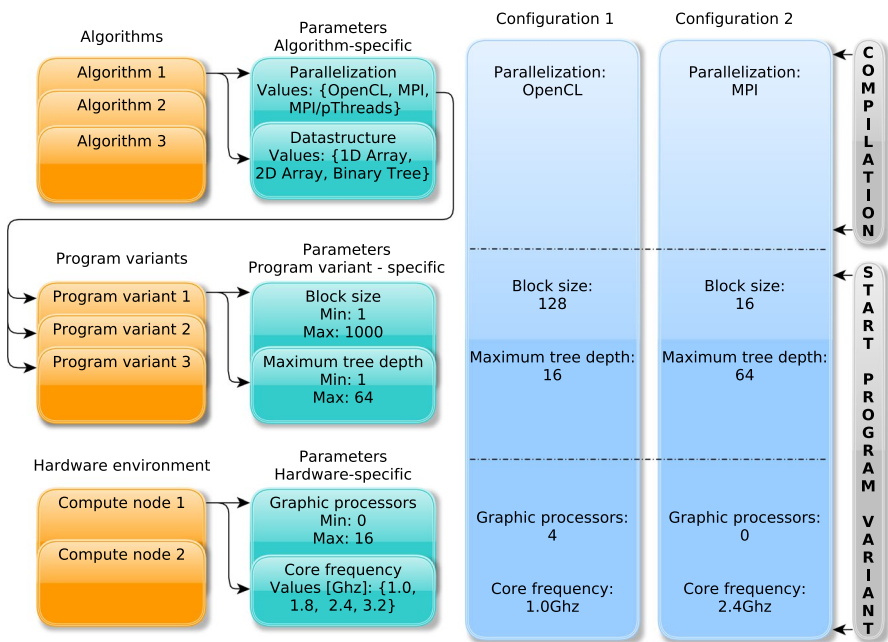 Algorithms
Algorithm 1
Algorithm 2
Algorithm 3
Parameters
Algorithm-specific
Parallelization
Values: {OpenCL, MPI,
MPI/pThreads}
Datastructure
Values: {1D Array,
2D Array, Binary Tree}
Program variants
Program variant 1
Program variant 2
Program variant 3
Parameters
Program variant - specific
Block size
Min: 1
Max: 1000
Maximum tree depth
Min: 1
Max: 64
Hardware environment
Compute node 1
Compute node 2
Parameters
Hardware-specific
Graphic processors
Min: 0
Max: 16
Core frequency
Values [Ghz]: {1.0,
1.8, 2.4, 3.2}
Configuration 1
Parallelization:
OpenCL
Block size:
128
Maximum tree depth:
16
Graphic processors:
4
Core frequency:
1.0Ghz
Configuration 2
Parallelization:
MPI
Block size:
16
Maximum tree depth:
64
Graphic processors:
0
Core frequency:
2.4Ghz
COMPILATION
START PROGRAM VARIANT